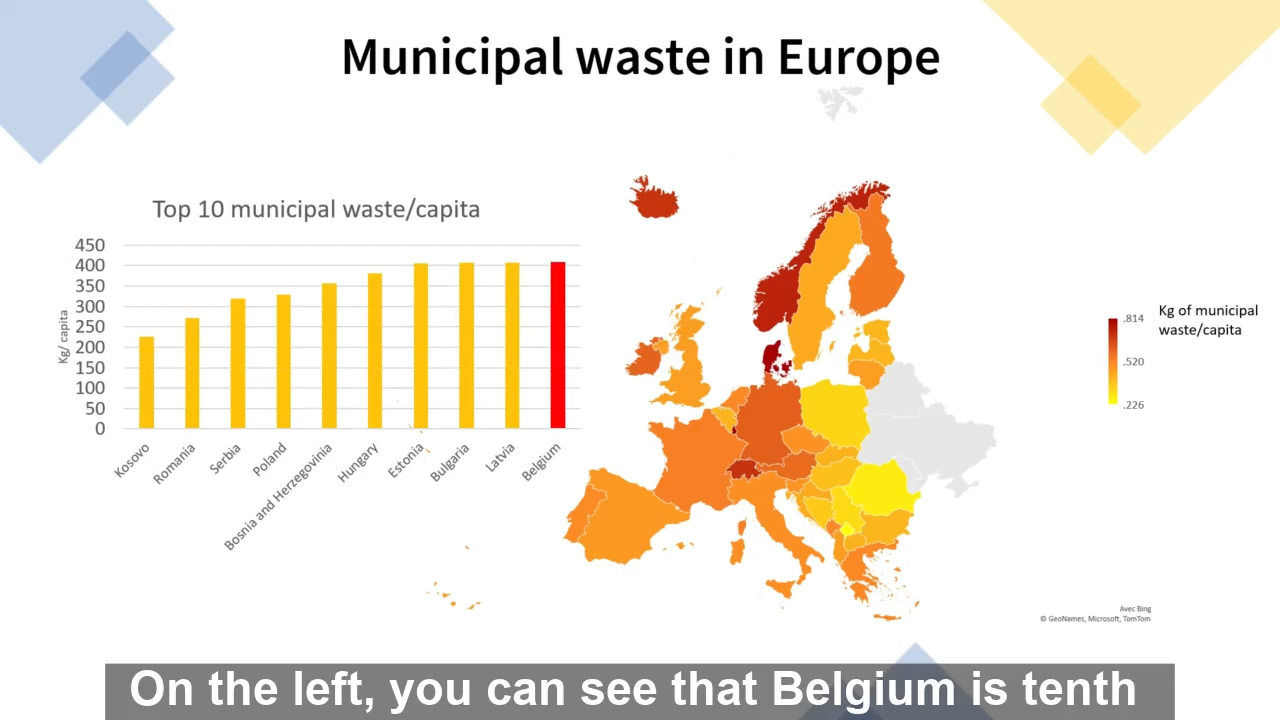 Municipal waste in Europe
Top 10 municipal waste/capita
450
400
350
300
250
200
150
100
50
0
Kg/ capita
Kosovo
Romania
Serbia
Poland
Bosnia and Herzegovinia
Hungary
Estonia
Bulgaria
Latvia
Belgium
Kg of municipal
waste/capita
.814
.520
.226
Avec Bing
© GeoNames, Microsoft, TomTom
On the left, you can see that Belgium is tenth